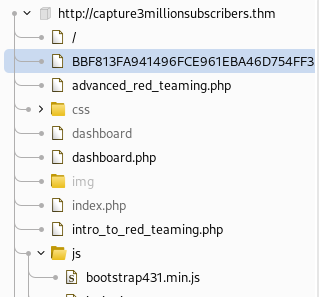 http://capture3millionsubscribers.thm
/
BBF813FA941496FCE961EBA46D754FF3
advanced_red_teaming.php
css
dashboard
dashboard.php
img
index.php
intro_to_red_teaming.php
js
bootstrap431.min.js